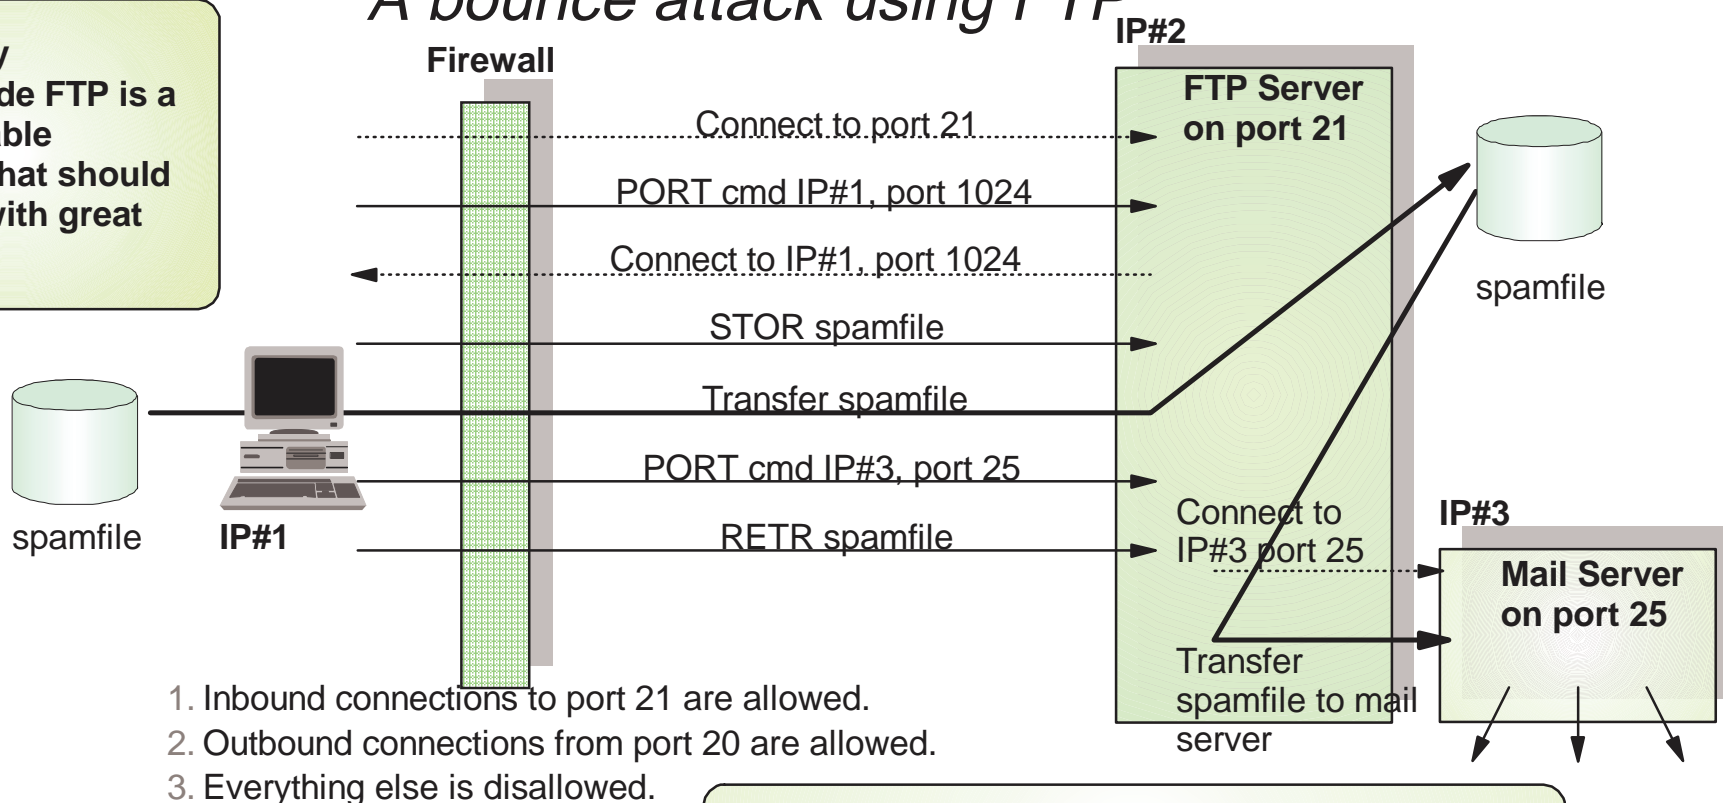 A bounce attack using FTP
y
de FTP is a
able
hat should
with great
Firewall
IP#2
FTP Server
on port 21
Connect to port 21
PORT cmd IP#1, port 1024
Connect to IP#1, port 1024
STOR spamfile
Transfer spamfile
PORT cmd IP#3, port 25
RETR spamfile
spamfile
IP#1
spamfile
Connect to
IP#3 port 25
IP#3
Mail Server
on port 25
Transfer
spamfile to mail
server
1. Inbound connections to port 21 are allowed.
2. Outbound connections from port 20 are allowed.
3. Everything else is disallowed.